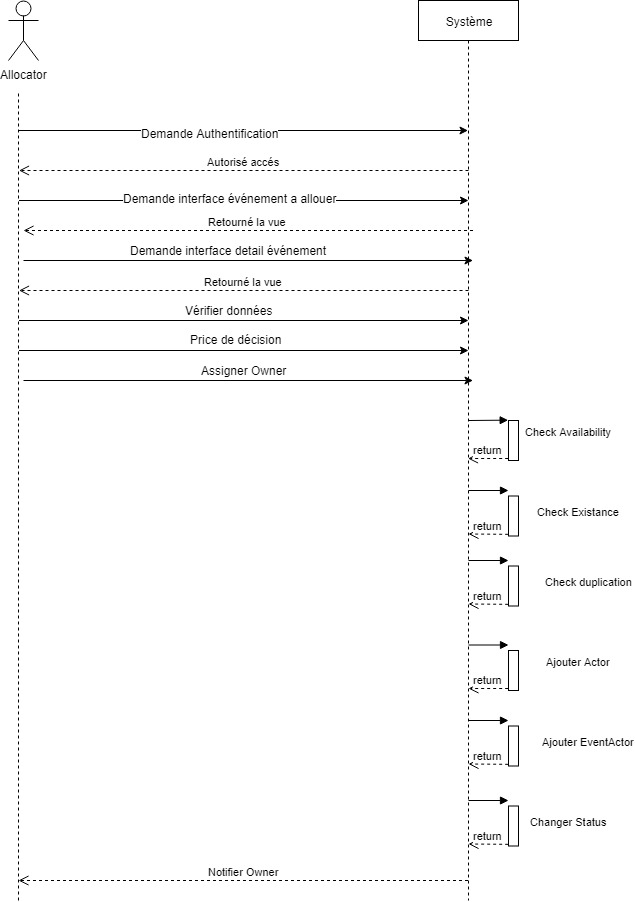 Système
Allocator
Demande Authentification
Autorisé accés
Demande interface événement a allouer
Retourné la vue
Demande interface detail événement
Retourné la vue
Vérifier données
Price de décision
Assigner Owner
Check Availability
return
Check Existance
return
Check duplication
return
Ajouter Actor
return
Ajouter EventActor
return
Changer Status
return
Notifier Owner